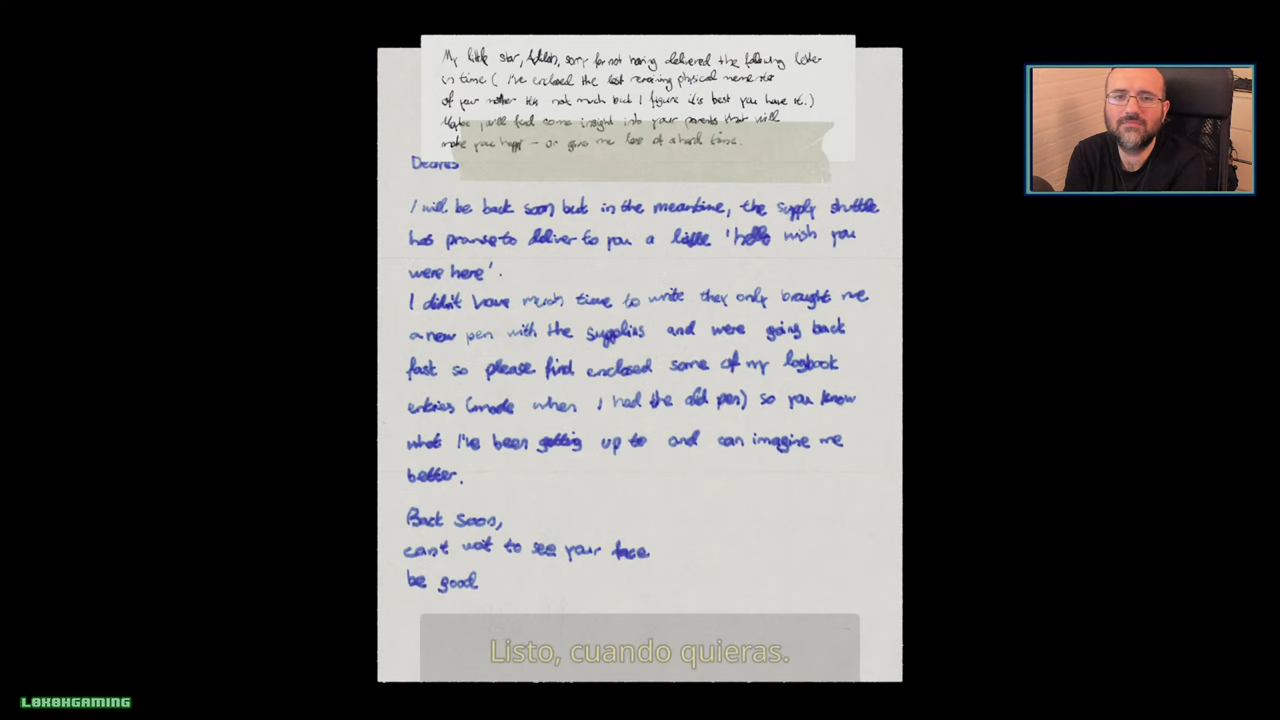 My little star, sorry for not having delivered the following letter
in time ( I've enclosed the last remaining physical memento
of your mother It's not much but I figure it's best you have it.)
Maybe you'll find some insight into your parents that will
make you happy - or give me less of a hard time.
Deares
I will be back soon but in the meantime, the supply shuttle
has promise to deliver to you a little 'hello wish you
were here'.
I didn't have much time to write they only brought me
a new pen with the supplies and were going back
fast so please find enclosed some of my logbook
entries (made when I had the old pen) so you know
what I've been getting up to and can imagine me
better.
Back soon,
can't wait to see your face
be good
Listo, cuando quieras.
L0K0XGAMING